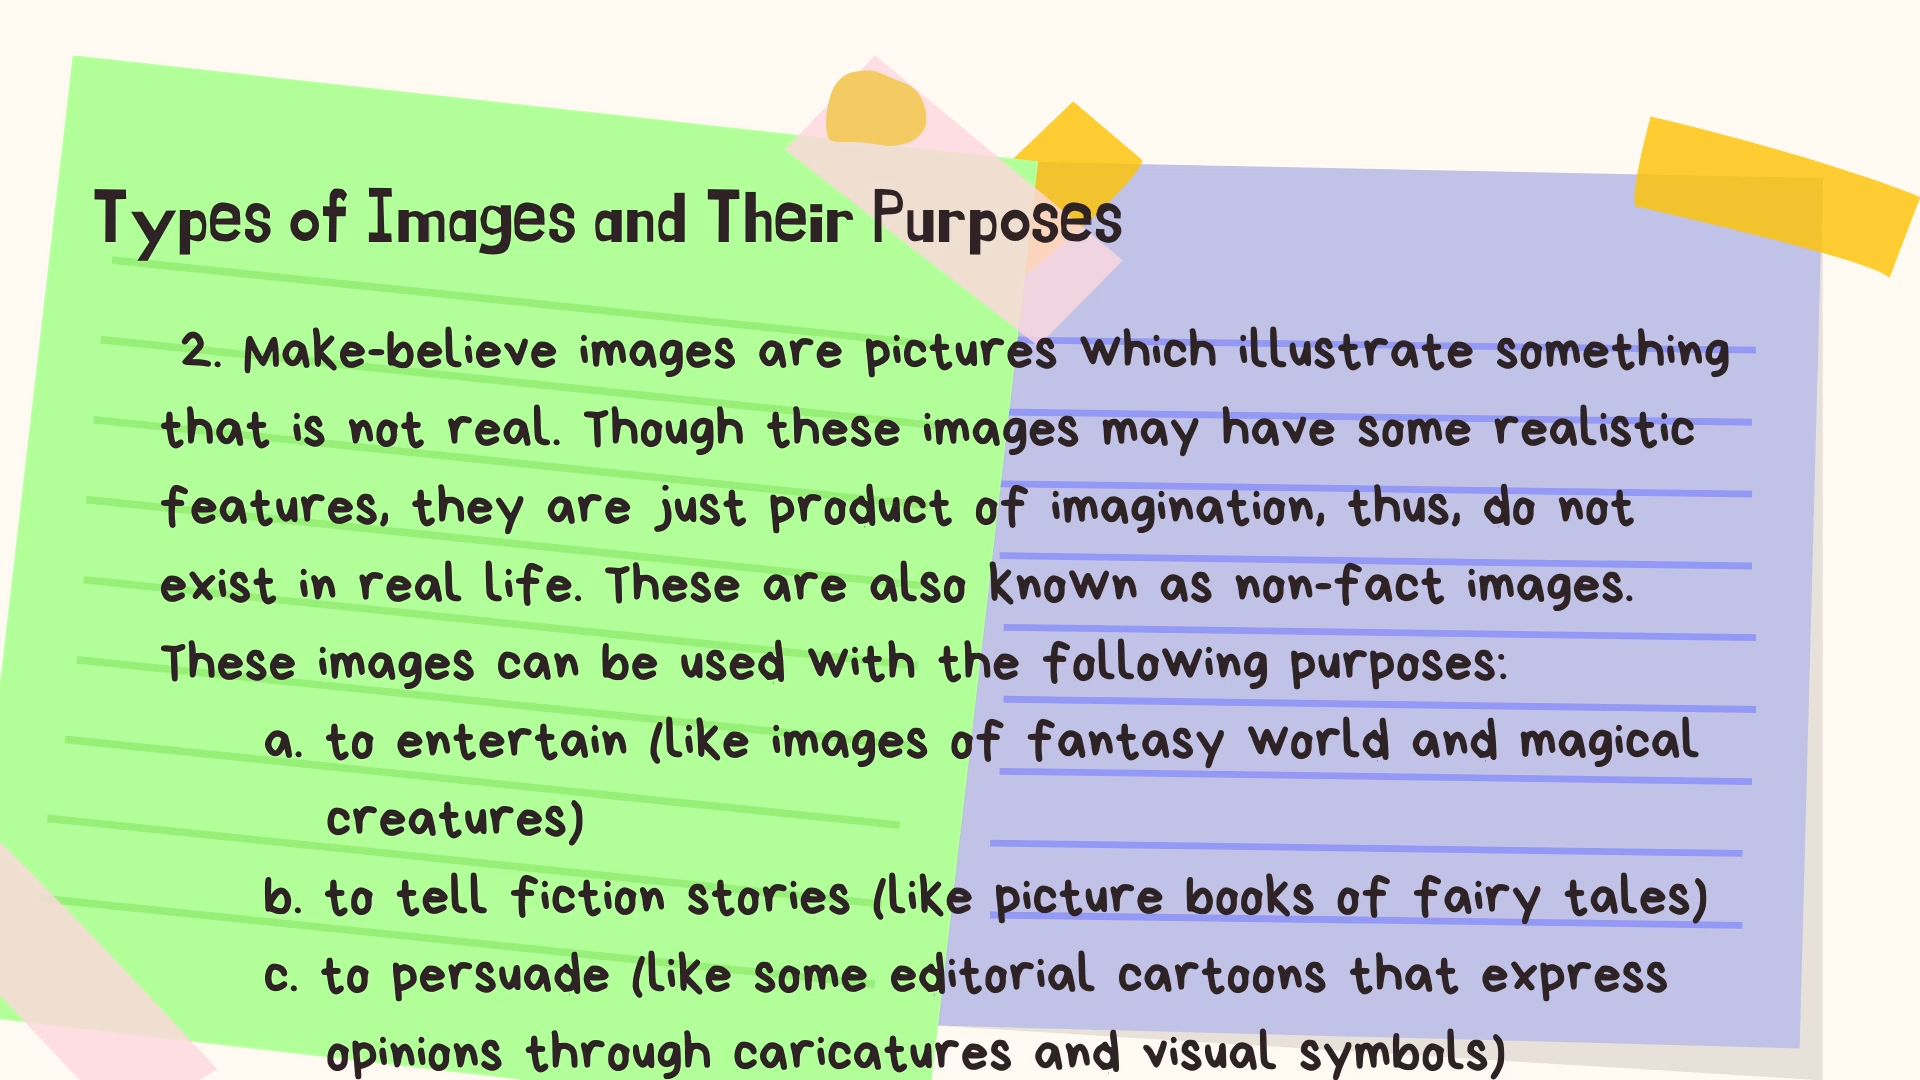 Types of Images and Their Purposes
2. Make-believe images are pictures which illustrate something
that is not real. Though these images may have some realistic
features, they are just product of imagination, thus, do not
exist in real life. These are also known as non-fact images.
These images can be used with the following purposes:
a. to entertain (like images of fantasy world and magical
creatures)
b. to tell fiction stories (like picture books of fairy tales)
c. to persuade (like some editorial cartoons that express
opinions through caricatures and visual symbols)